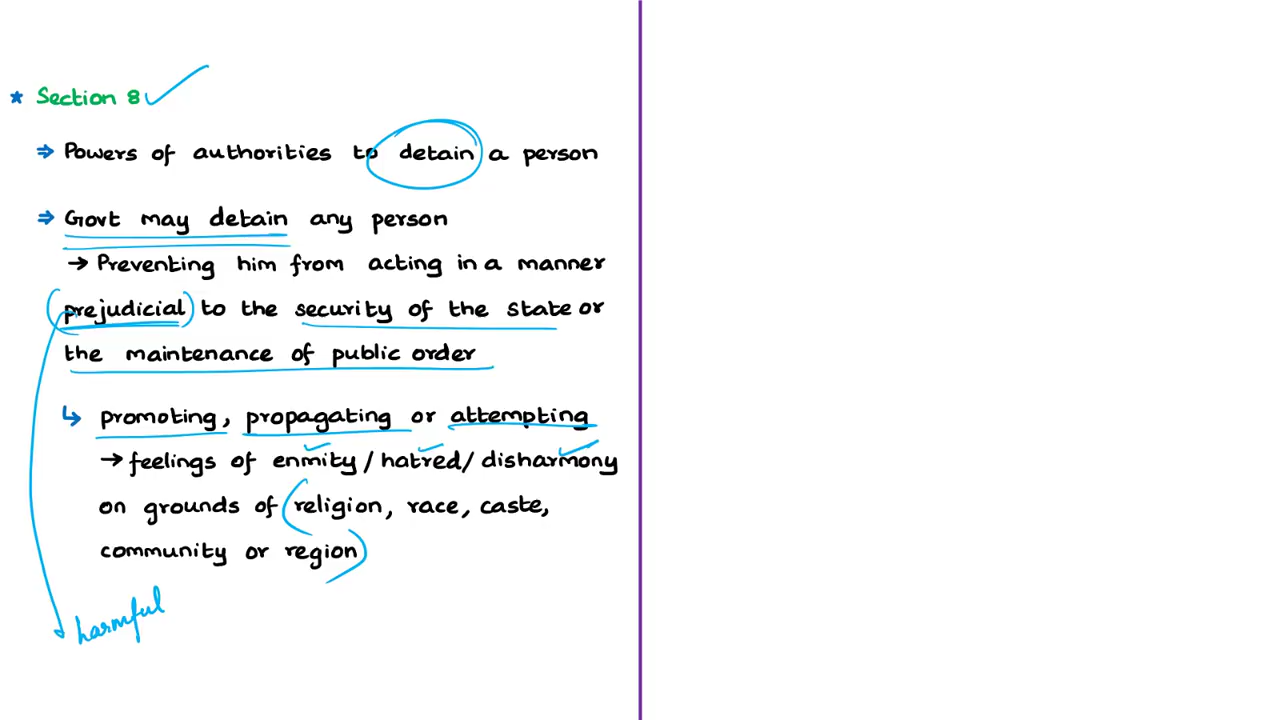 * Section 8
⇒ Powers of authorities to detain a person
⇒ Govt may detain any person
→ Preventing him from acting in a manner
prejudicial to the security of the state or
the maintenance of public order
↳ promoting, propagating or attempting
→ feelings of enmity/hatred/disharmony
on grounds of (religion, race, caste,
community or region)
harmful